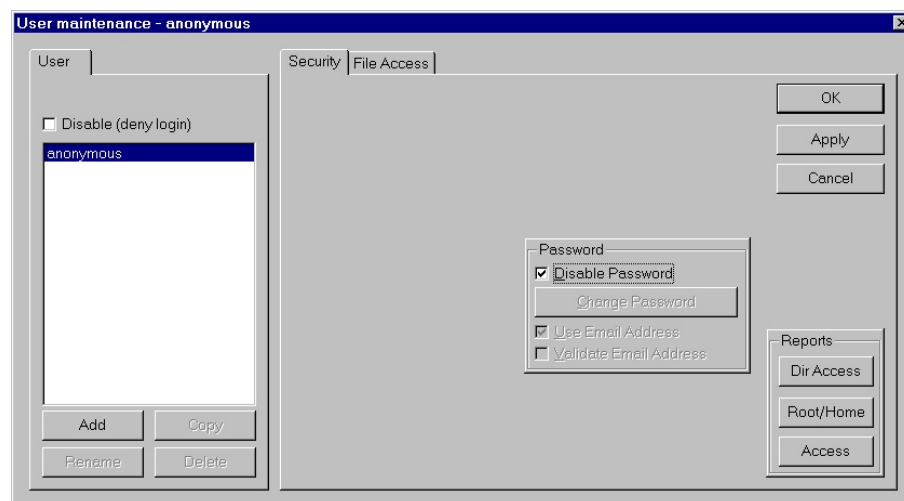 User maintenance - anonymous
User
Disable (deny login)
anonymous
Add
Copy
Rename
Delete
Security
File Access
OK
Apply
Cancel
Password
Disable Password
Change Password
Use Email Address
Validate Email Address
Reports
Dir Access
Root/Home
Access